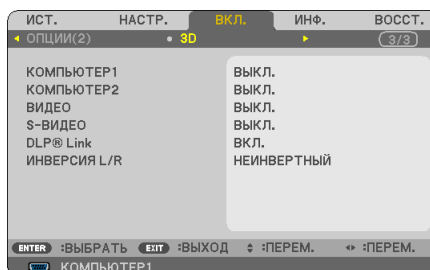 ИСТ. НАСТР. ВКЛ. ИНФ. ВОССТ.
ОПЦИИ(2) 3D (3/3)
КОМПЬЮТЕР1 ВЫКЛ.
КОМПЬЮТЕР2 ВЫКЛ.
ВИДЕО ВЫКЛ.
S-ВИДЕО ВЫКЛ.
DLP® Link ВКЛ.
ИНВЕРСИЯ L/R НЕИНВЕРТНЫЙ
ENTER :ВЫБРАТЬ EXIT :ВЫХОД :ПЕРЕМ. :ПЕРЕМ.
КОМПЬЮТЕР1